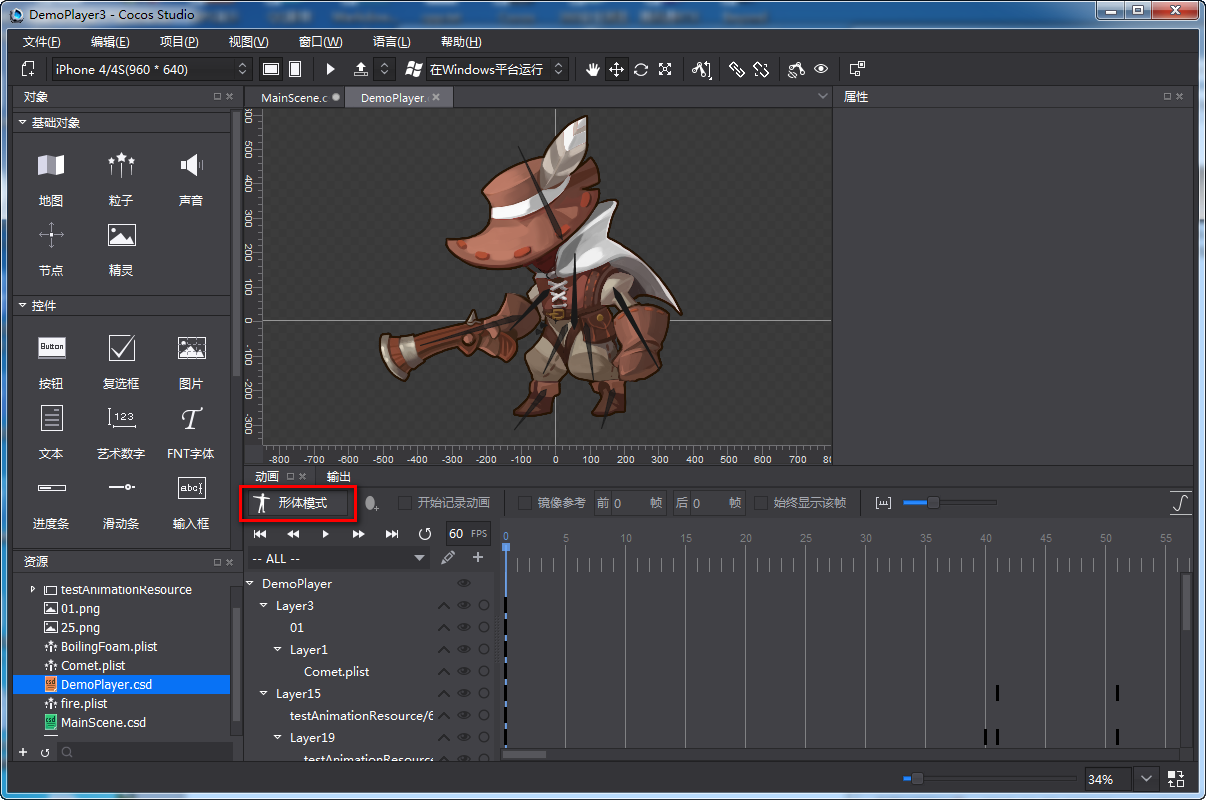 DemoPlayer3 - Cocos Studio
文件(F) 编辑(E) 项目(P) 视图(V) 窗口(W) 语言(L) 帮助(H)
iPhone 4/4S(960 * 640) 在Windows平台运行
对象
MainScene.c DemoPlayer.
属性
基础对象
地图 粒子 声音
节点 精灵
控件
Button
按钮 复选框 图片
123 T abc
文本 艺术数字 FNT字体
进度条 滑动条 输入框
500 400 300 200 100 0 -100 -200 -300
-800 -700 -600 -500 -400 -300 -200 -100 0 100 200 300 400 500 600 700
动画 输出
形体模式 开始记录动画 镜像参考 前 0 帧 后 0 帧 始终显示该帧
60 FPS
0 5 10 15 20 25 30 35 40 45 50 55
-- ALL --
DemoPlayer
Layer3
01
Layer1
Comet.plist
Layer15
testAnimationResource/6
Layer19
testAnimationResource
资源
testAnimationResource
01.png
25.png
BoilingFoam.plist
Comet.plist
DemoPlayer.csd
fire.plist
MainScene.csd
34%